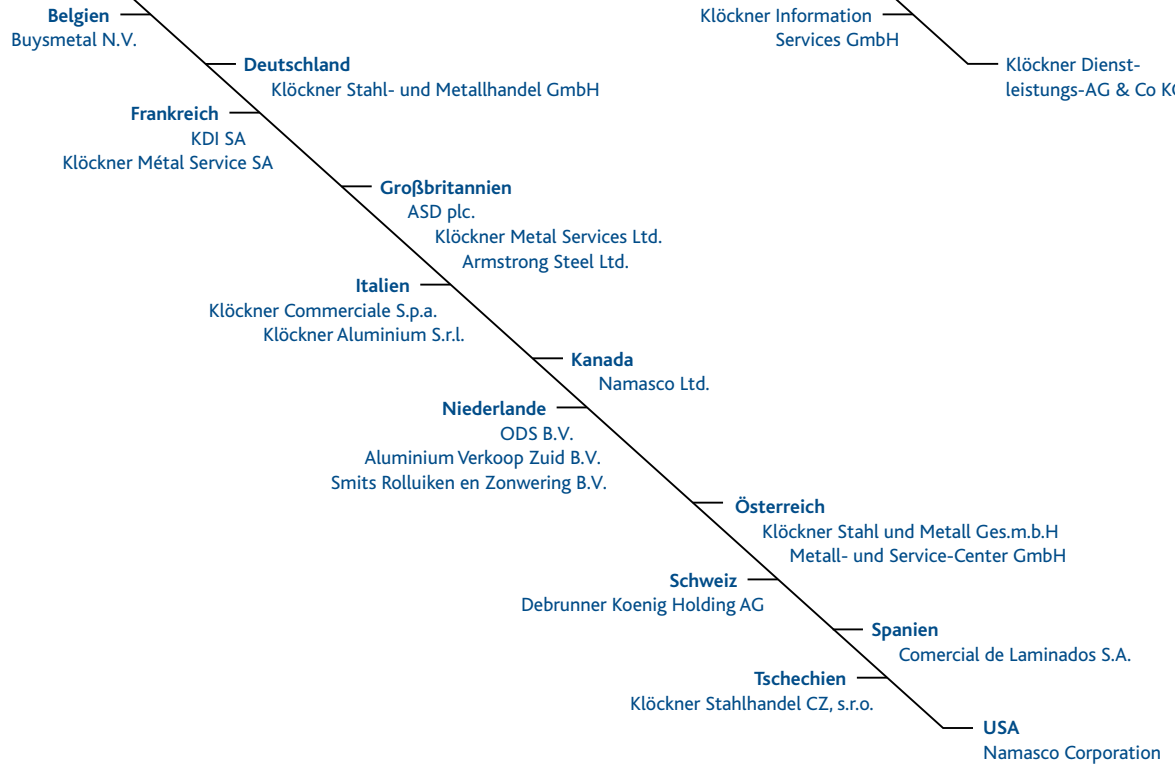 Belgien
Buysmetal N.V.
Deutschland
Klöckner Stahl- und Metallhandel GmbH
Frankreich
KDI SA
Klöckner Métal Service SA
Großbritannien
ASD plc.
Klöckner Metal Services Ltd.
Armstrong Steel Ltd.
Italien
Klöckner Commerciale S.p.a.
Klöckner Aluminium S.r.l.
Kanada
Namasco Ltd.
Niederlande
ODS B.V.
Aluminium Verkoop Zuid B.V.
Smits Rolluiken en Zonwering B.V.
Österreich
Klöckner Stahl und Metall Ges.m.b.H
Metall- und Service-Center GmbH
Schweiz
Debrunner Koenig Holding AG
Spanien
Comercial de Laminados S.A.
Tschechien
Klöckner Stahlhandel CZ, s.r.o.
USA
Namasco Corporation
Klöckner Information
Services GmbH
Klöckner Dienst-
leistungs-AG & Co